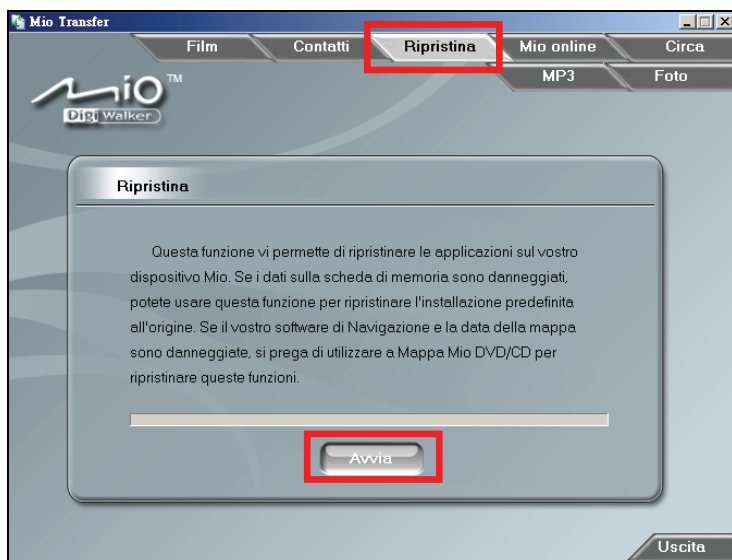 Mio Transfer
Film Contatti Ripristina Mio online Circa
MP3 Foto
Mio TM
Digi Walker
Ripristina
Questa funzione vi permette di ripristinare le applicazioni sul vostro
dispositivo Mio. Se i dati sulla scheda di memoria sono danneggiati,
potete usare questa funzione per ripristinare l'installazione predefinita
all'origine. Se il vostro software di Navigazione e la data della mappa
sono danneggiate, si prega di utilizzare a Mappa Mio DVD/CD per
ripristinare queste funzioni.
Avvia
Uscita